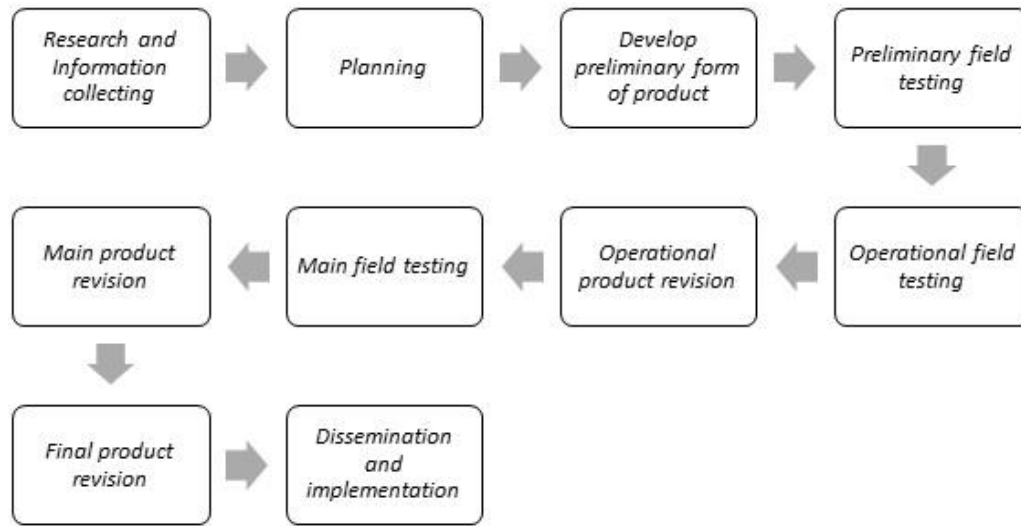 Research and
Information
collecting
Planning
Develop
preliminary form
of product
Preliminary field
testing
Operational field
testing
Operational
product revision
Main field testing
Main product
revision
Final product
revision
Dissemination
and
implementation